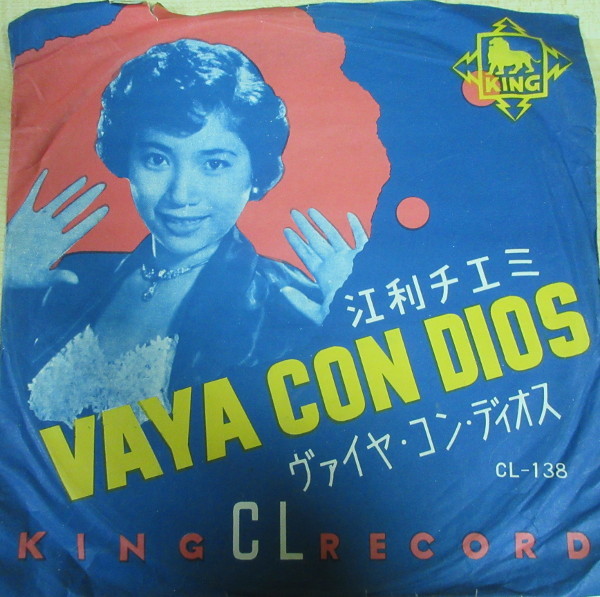 KING
江利チエミ
VAYA CON DIOS
ヴァイヤ・コン・ディオス
CL-138
KING CL RECORD